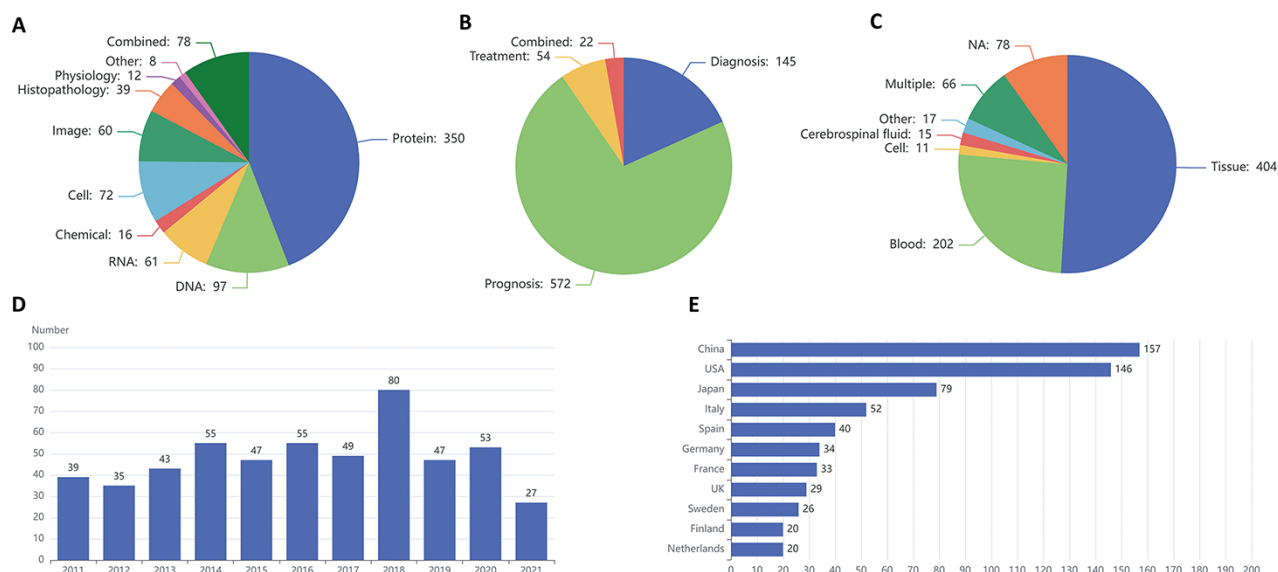 A
Combined: 78
Other: 8
Physiology: 12
Histopathology: 39
Image: 60
Cell: 72
Chemical: 16
RNA: 61
DNA: 97
Protein: 350
B
Combined: 22
Treatment: 54
Diagnosis: 145
Prognosis: 572
C
NA: 78
Multiple: 66
Other: 17
Cerebrospinal fluid: 15
Cell: 11
Tissue: 404
Blood: 202
D
Number
100
90
80
70
60
50
40
30
20
10
0
39
35
43
55
47
55
49
80
47
53
27
2011 2012 2013 2014 2015 2016 2017 2018 2019 2020 2021
E
China 157
USA 146
Japan 79
Italy 52
Spain 40
Germany 34
France 33
UK 29
Sweden 26
Finland 20
Netherlands 20
0 10 20 30 40 50 60 70 80 90 100 110 120 130 140 150 160 170 180 190 200